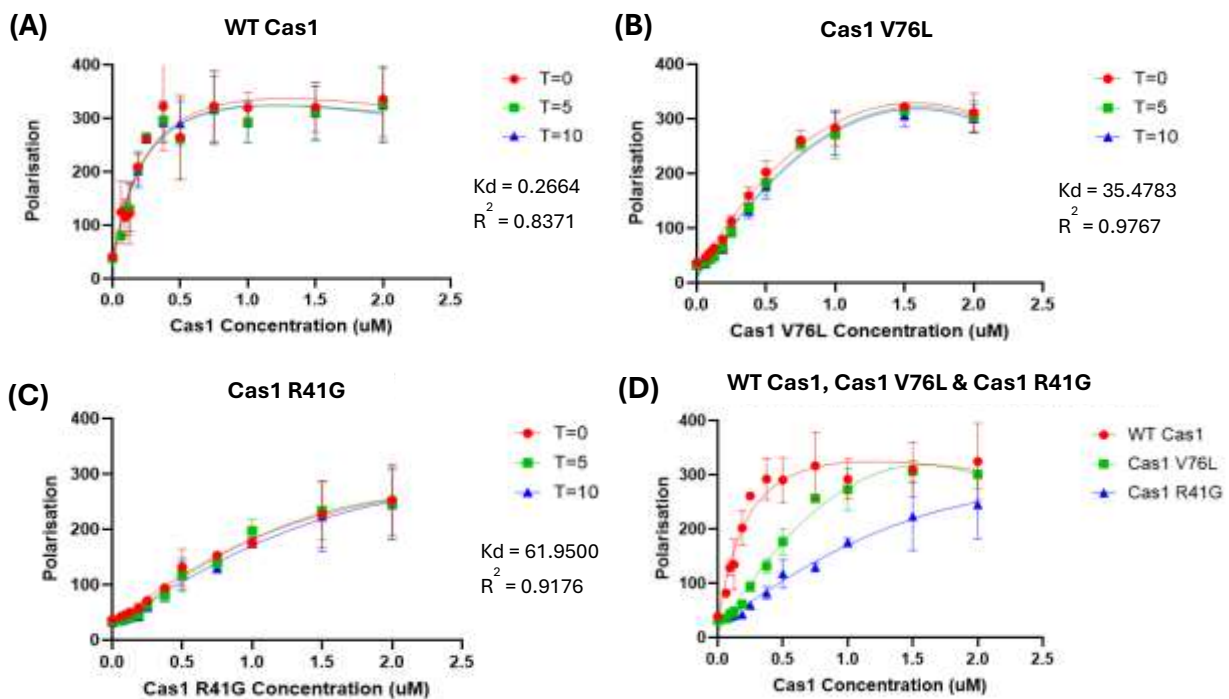 (A)
WT Cas1
Polarisation
400
300
200
100
0
0.0 0.5 1.0 1.5 2.0 2.5
Cas1 Concentration (uM)
T=0
T=5
T=10
Kd = 0.2664
R² = 0.8371
(B)
Cas1 V76L
Polarisation
400
300
200
100
0
0.0 0.5 1.0 1.5 2.0 2.5
Cas1 V76L Concentration (uM)
T=0
T=5
T=10
Kd = 35.4783
R² = 0.9767
(C)
Cas1 R41G
Polarisation
400
300
200
100
0
0.0 0.5 1.0 1.5 2.0 2.5
Cas1 R41G Concentration (uM)
T=0
T=5
T=10
Kd = 61.9500
R² = 0.9176
(D)
WT Cas1, Cas1 V76L & Cas1 R41G
Polarisation
400
300
200
100
0
0.0 0.5 1.0 1.5 2.0 2.5
Cas1 Concentration (uM)
WT Cas1
Cas1 V76L
Cas1 R41G